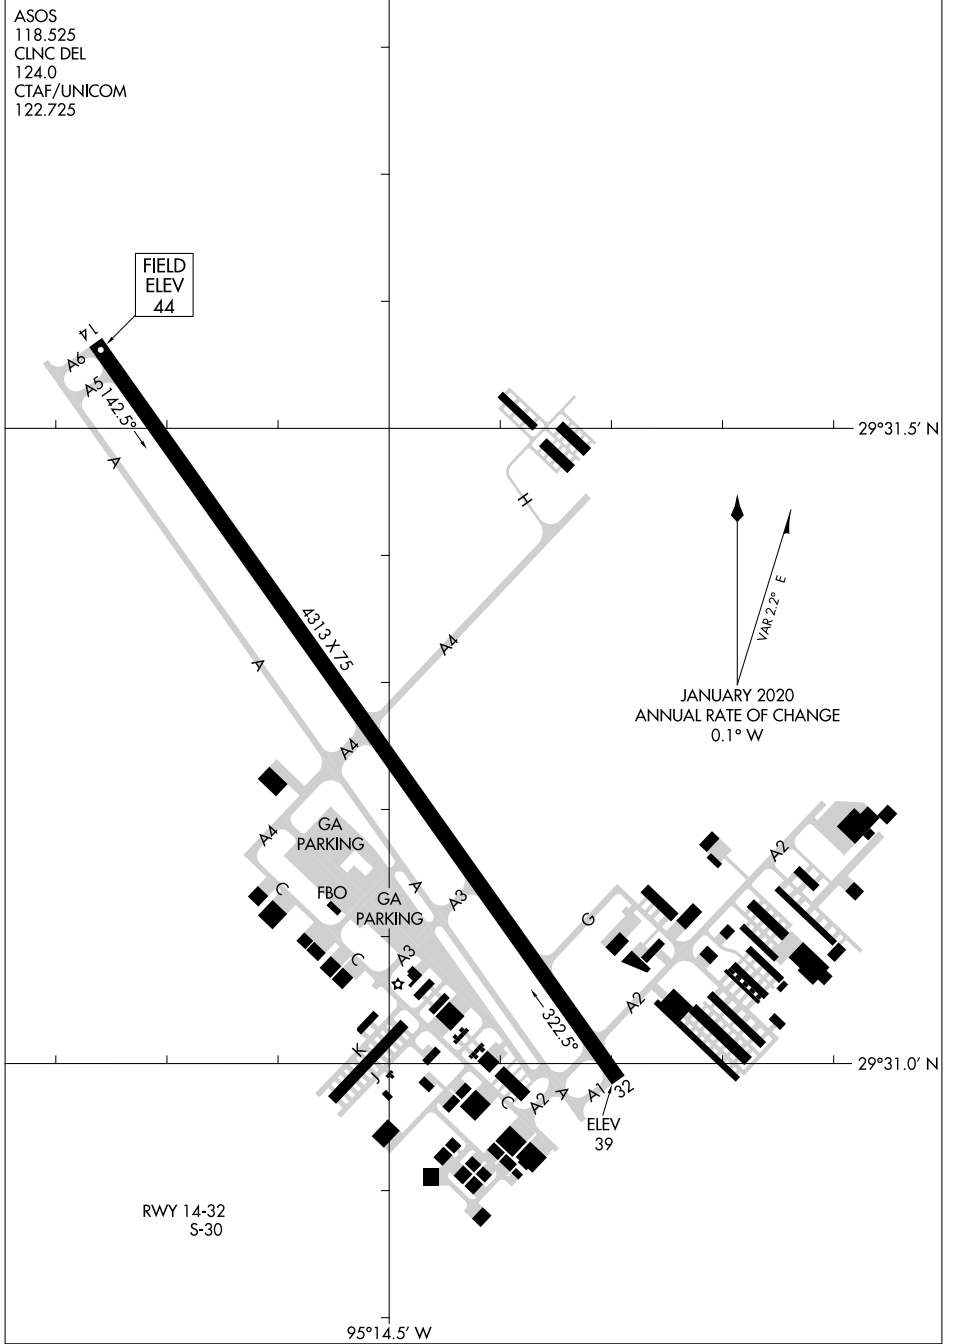 ASOS
118.525
CLNC DEL
124.0
CTAF/UNICOM
122.725
FIELD
ELEV
44
14
A6
A5
142.5°
A
29°31.5' N
H
4313 X 75
A
A4
VAR 2.2° E
JANUARY 2020
ANNUAL RATE OF CHANGE
0.1° W
A4
GA
PARKING
A4
A2
FBO
C
A
GA
PARKING
A3
G
C
A3
A2
322.5°
K
J
29°31.0' N
A
A1
32
C
A2
ELEV
39
RWY 14-32
S-30
95°14.5' W